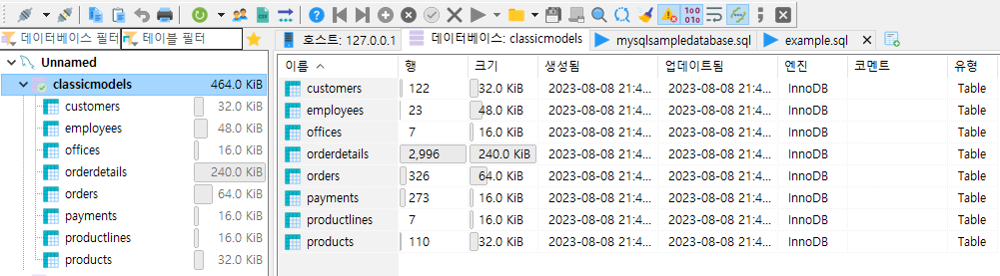 데이터베이스 필터 테이블 필터 호스트: 127.0.0.1 데이터베이스: classicmodels mysqlsampledatabase.sql example.sql
Unnamed
classicmodels 464.0 KiB
customers 32.0 KiB
employees 48.0 KiB
offices 16.0 KiB
orderdetails 240.0 KiB
orders 64.0 KiB
payments 16.0 KiB
productlines 16.0 KiB
products 32.0 KiB
이름 행 크기 생성됨 업데이트됨 엔진 코멘트 유형
customers 122 32.0 KiB 2023-08-08 21:4... 2023-08-08 21:4... InnoDB Table
employees 23 48.0 KiB 2023-08-08 21:4... 2023-08-08 21:4... InnoDB Table
offices 7 16.0 KiB 2023-08-08 21:4... 2023-08-08 21:4... InnoDB Table
orderdetails 2,996 240.0 KiB 2023-08-08 21:4... 2023-08-08 21:4... InnoDB Table
orders 326 64.0 KiB 2023-08-08 21:4... 2023-08-08 21:4... InnoDB Table
payments 273 16.0 KiB 2023-08-08 21:4... 2023-08-08 21:4... InnoDB Table
productlines 7 16.0 KiB 2023-08-08 21:4... 2023-08-08 21:4... InnoDB Table
products 110 32.0 KiB 2023-08-08 21:4... 2023-08-08 21:4... InnoDB Table